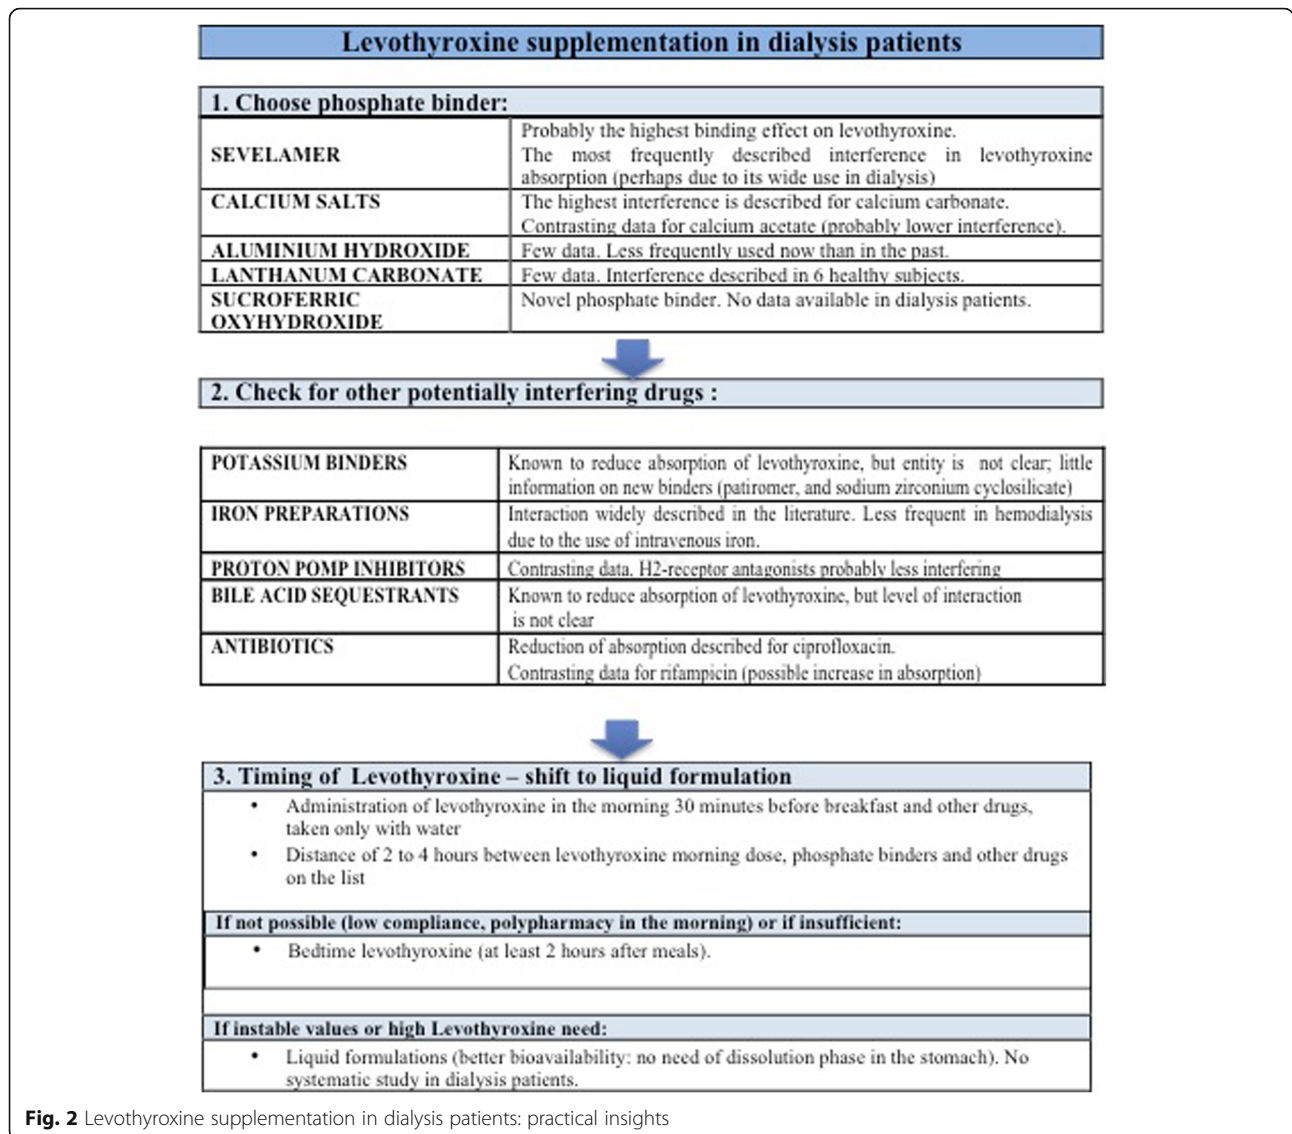 Levothyroxine supplementation in dialysis patients
1. Choose phosphate binder:
SEVELAMER
Probably the highest binding effect on levothyroxine.
The most frequently described interference in levothyroxine
absorption (perhaps due to its wide use in dialysis)
CALCIUM SALTS
The highest interference is described for calcium carbonate.
Contrasting data for calcium acetate (probably lower interference).
ALUMINIUM HYDROXIDE
Few data. Less frequently used now than in the past.
LANTHANUM CARBONATE
Few data. Interference described in 6 healthy subjects.
SUCROFERRIC
OXYHYDROXIDE
Novel phosphate binder. No data available in dialysis patients.
2. Check for other potentially interfering drugs :
POTASSIUM BINDERS
Known to reduce absorption of levothyroxine, but entity is not clear; little
information on new binders (patiromer, and sodium zirconium cyclosilicate)
IRON PREPARATIONS
Interaction widely described in the literature. Less frequent in hemodialysis
due to the use of intravenous iron.
PROTON POMP INHIBITORS
Contrasting data. H2-receptor antagonists probably less interfering
BILE ACID SEQUESTRANTS
Known to reduce absorption of levothyroxine, but level of interaction
is not clear
ANTIBIOTICS
Reduction of absorption described for ciprofloxacin.
Contrasting data for rifampicin (possible increase in absorption)
3. Timing of Levothyroxine – shift to liquid formulation
• Administration of levothyroxine in the morning 30 minutes before breakfast and other drugs,
taken only with water
• Distance of 2 to 4 hours between levothyroxine morning dose, phosphate binders and other drugs
on the list
If not possible (low compliance, polypharmacy in the morning) or if insufficient:
• Bedtime levothyroxine (at least 2 hours after meals).
If instable values or high Levothyroxine need:
• Liquid formulations (better bioavailability: no need of dissolution phase in the stomach). No
systematic study in dialysis patients.
Fig. 2 Levothyroxine supplementation in dialysis patients: practical insights